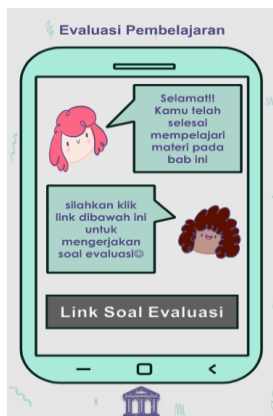 Evaluasi Pembelajaran
Selamat!!
Kamu telah
selesai
mempelajari
materi pada
bab ini
silahkan klik
link dibawah ini
untuk
mengerjakan
soal evaluasi☺
Link Soal Evaluasi